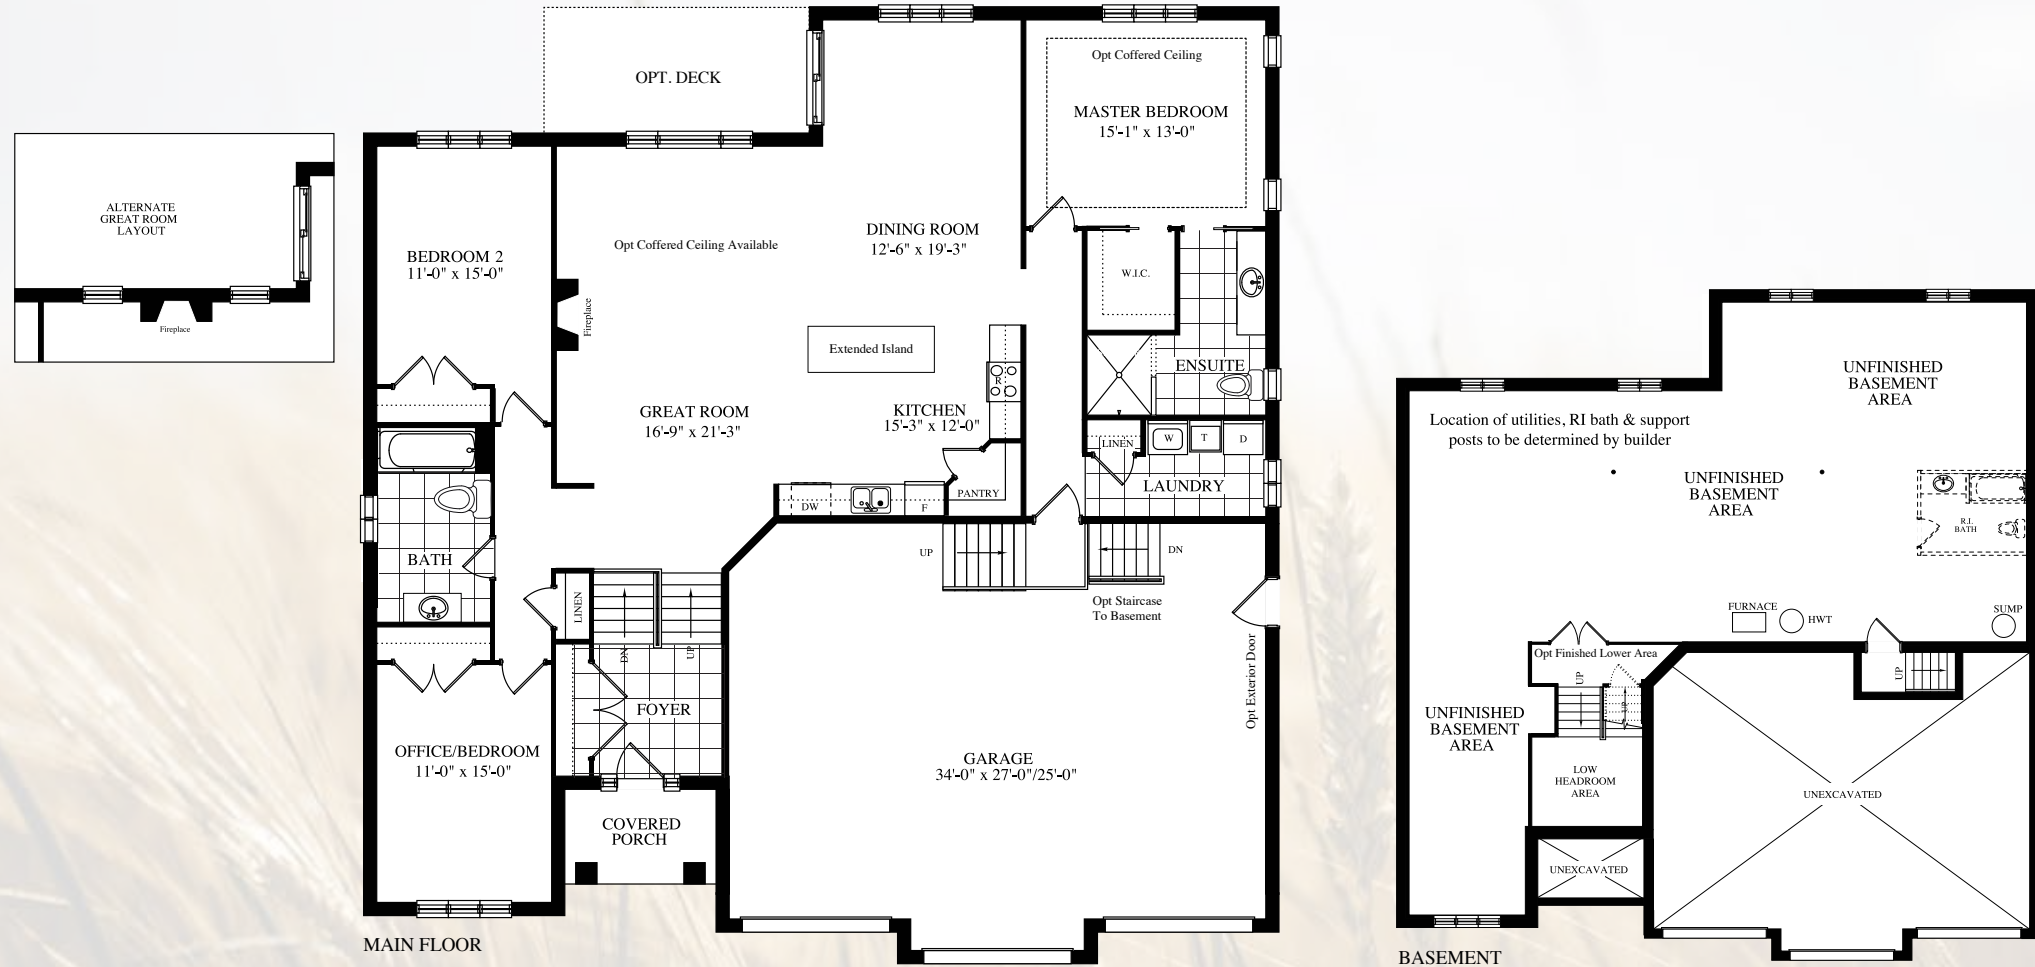 ALTERNATE
GREAT ROOM
LAYOUT
Fireplace
OPT. DECK
Opt Coffered Ceiling
MASTER BEDROOM
15'-1" x 13'-0"
BEDROOM 2
11'-0" x 15'-0"
Opt Coffered Ceiling Available
DINING ROOM
12'-6" x 19'-3"
W.I.C.
Fireplace
Extended Island
ENSUITE
R
GREAT ROOM
16'-9" x 21'-3"
KITCHEN
15'-3" x 12'-0"
LINEN
W
T
D
LAUNDRY
PANTRY
DW
F
BATH
UP
DN
LINEN
Opt Staircase
To Basement
Opt Exterior Door
DN
UP
FOYER
OFFICE/BEDROOM
11'-0" x 15'-0"
GARAGE
34'-0" x 27'-0"/25'-0"
COVERED
PORCH
MAIN FLOOR
UNFINISHED
BASEMENT
AREA
Location of utilities, RI bath & support
posts to be determined by builder
UNFINISHED
BASEMENT
AREA
R.I.
BATH
FURNACE
HWT
SUMP
Opt Finished Lower Area
UP
UP
UP
UNFINISHED
BASEMENT
AREA
LOW
HEADROOM
AREA
UNEXCAVATED
UNEXCAVATED
BASEMENT